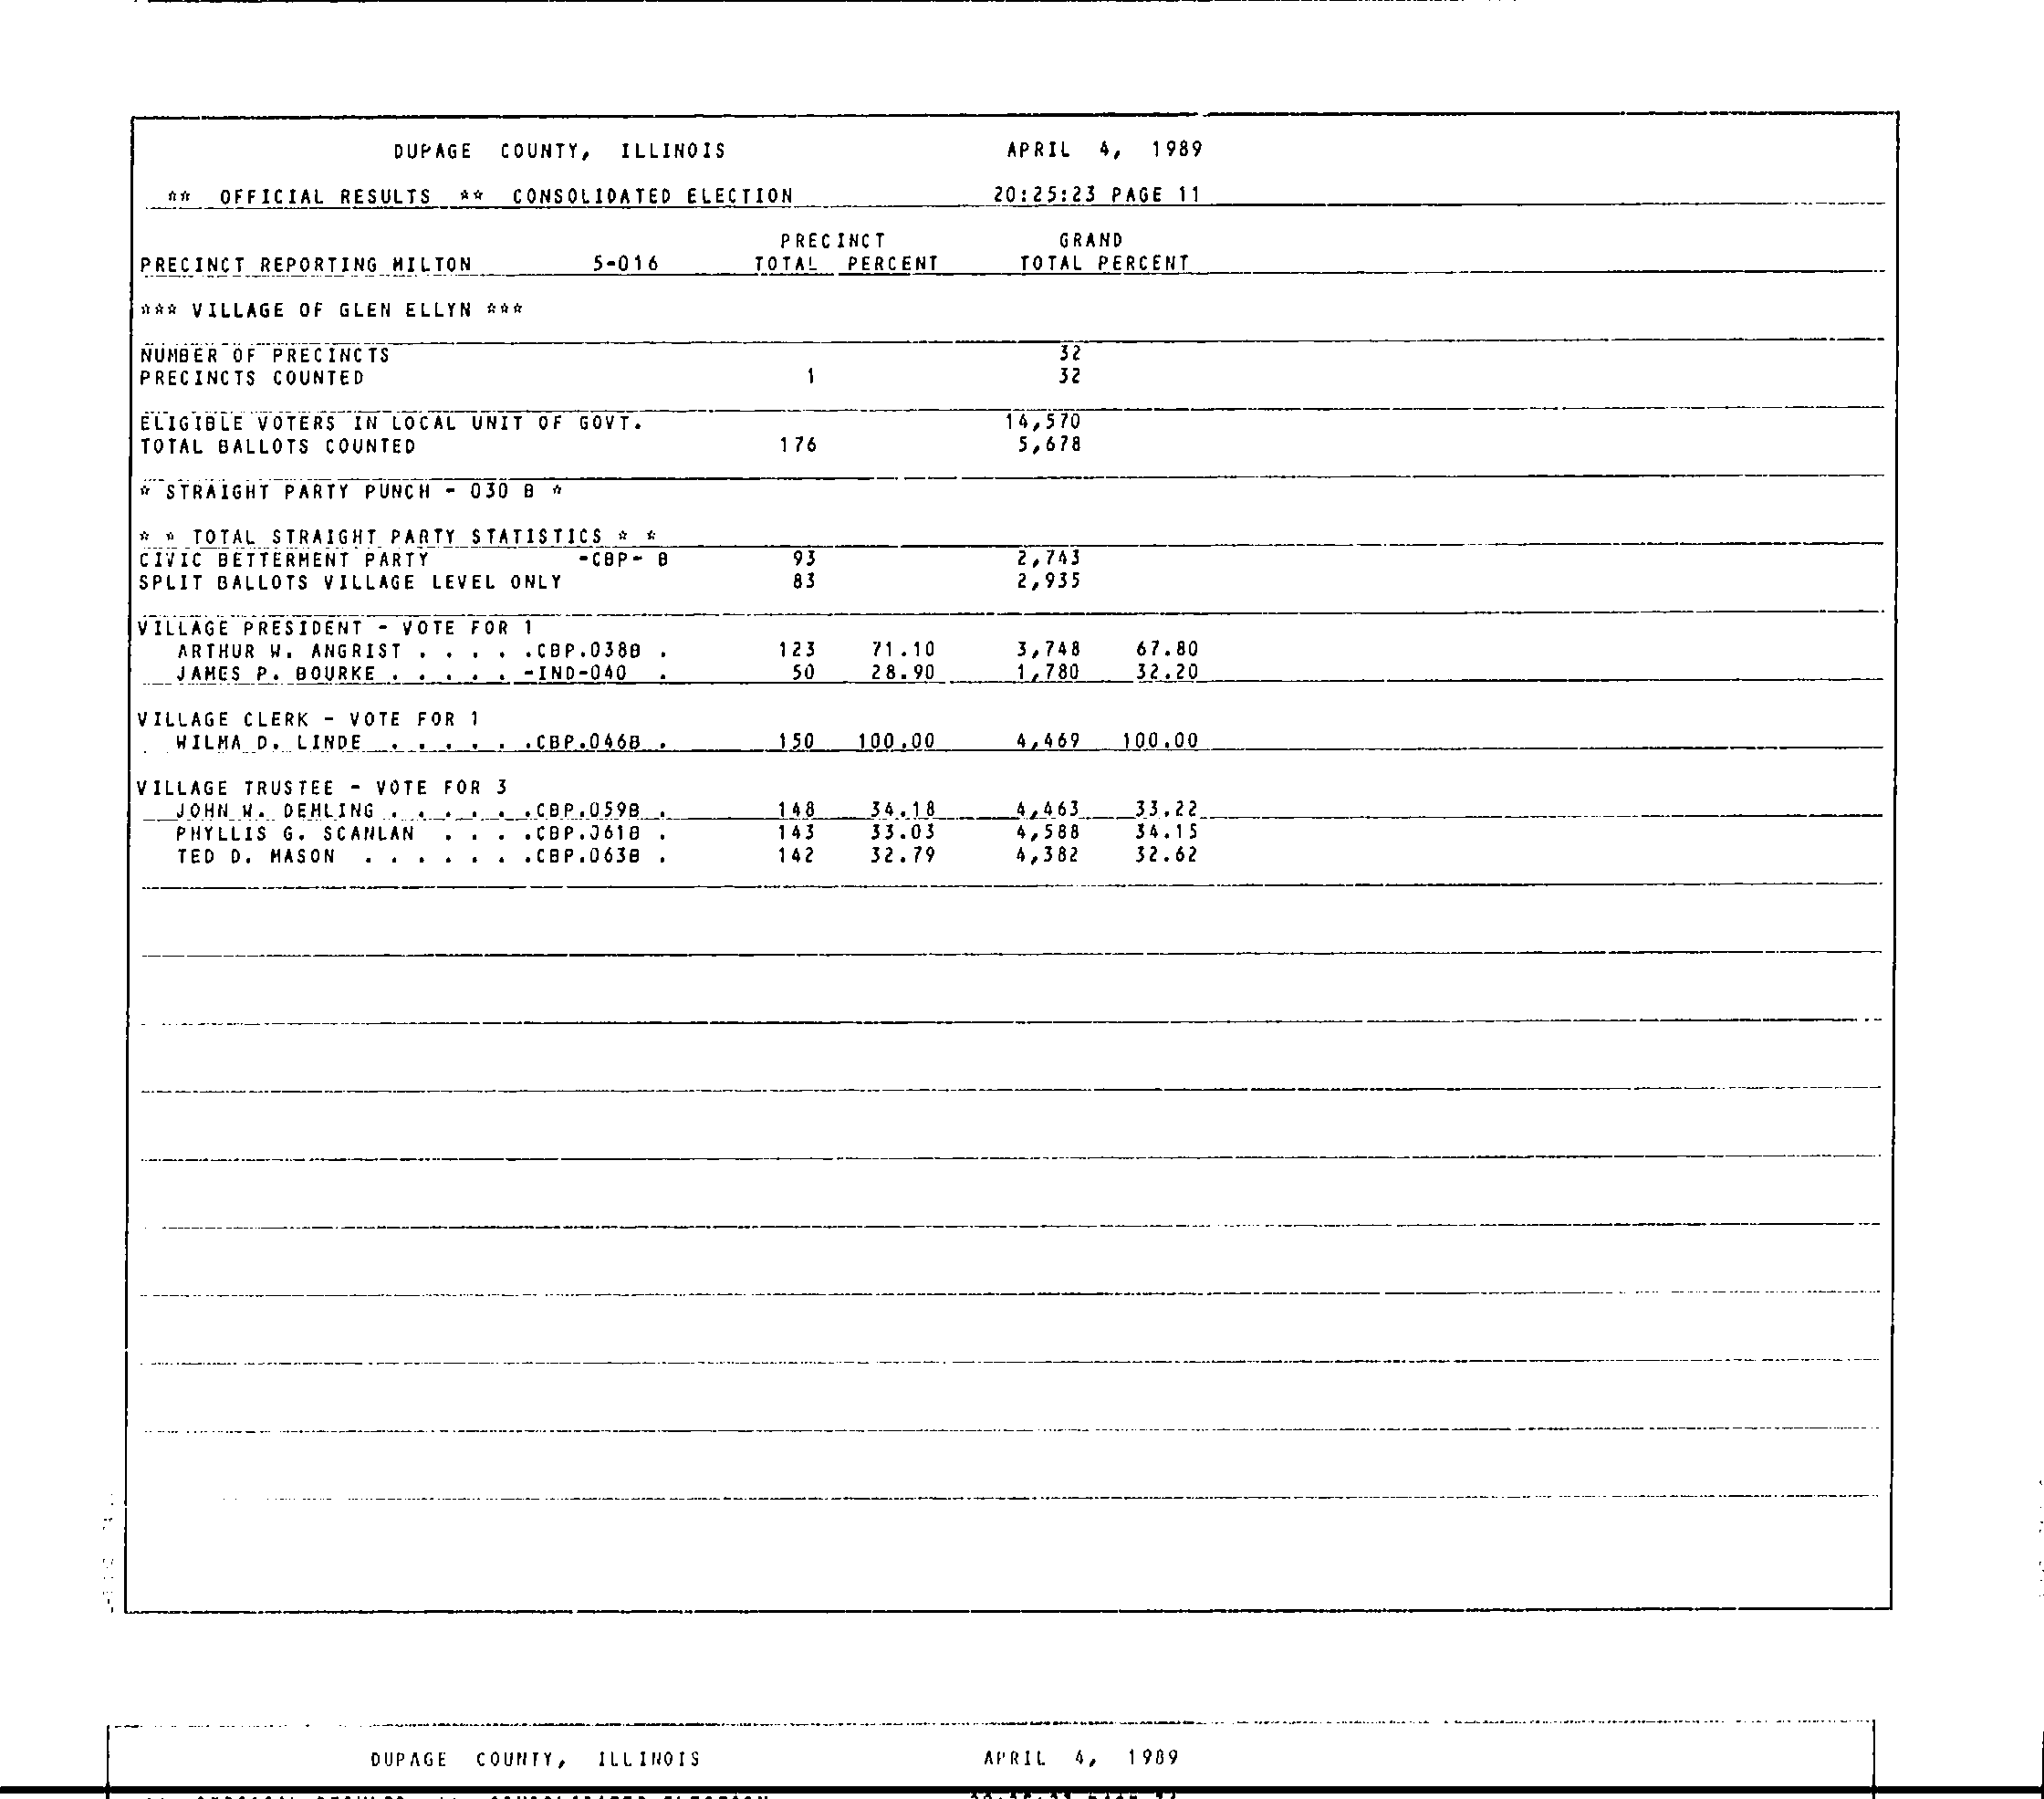 DUPAGE COUNTY, ILLINOIS APRIL 4, 1989
** OFFICIAL RESULTS ** CONSOLIDATED ELECTION 20:25:23 PAGE 11
PRECINCT GRAND
PRECINCT REPORTING MILTON 5-016 TOTAL PERCENT TOTAL PERCENT
*** VILLAGE OF GLEN ELLYN ***
NUMBER OF PRECINCTS 32
PRECINCTS COUNTED 1 32
ELIGIBLE VOTERS IN LOCAL UNIT OF GOVT. 14,570
TOTAL BALLOTS COUNTED 176 5,678
* STRAIGHT PARTY PUNCH - 030 B *
* * TOTAL STRAIGHT PARTY STATISTICS * *
CIVIC BETTERMENT PARTY -CBP- B 93 2,743
SPLIT BALLOTS VILLAGE LEVEL ONLY 83 2,935
VILLAGE PRESIDENT - VOTE FOR 1
ARTHUR W. ANGRIST . . . . .CBP.038B . 123 71.10 3,748 67.80
JAMES P. BOURKE . . . . . -IND-040 . 50 28.90 1,780 32.20
VILLAGE CLERK - VOTE FOR 1
WILMA D. LINDE . . . . . .CBP.046B . 150 100.00 4,469 100.00
VILLAGE TRUSTEE - VOTE FOR 3
JOHN W. DEMLING . . . . . .CBP.059B . 148 34.18 4,463 33.22
PHYLLIS G. SCANLAN . . . .CBP.061B . 143 33.03 4,588 34.15
TED D. MASON . . . . . . .CBP.063B . 142 32.79 4,382 32.62
DUPAGE COUNTY, ILLINOIS APRIL 4, 1989